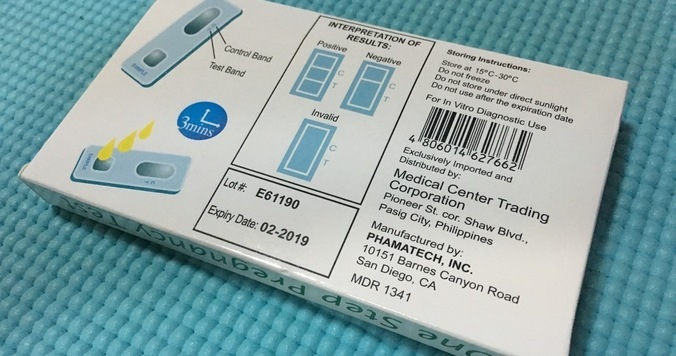 Control Band
Test Band
SAMPLE
3mins
INTERPRETATION OF
RESULTS:
Positive
Negative
C
T
C
T
Invalid
C
T
Lot#: E61190
Expiry Date: 02-2019
Storing Instructions:
Store at 15°C-30°C
Do not freeze
Do not store under direct sunlight
Do not use after the expiration date
For In Vitro Diagnostic Use
4 806014 627662
Exclusively Imported and
Distributed by:
Medical Center Trading
Corporation
Pioneer St. cor. Shaw Blvd.,
Pasig City, Philippines
Manufactured by:
PHAMATECH, INC.
10151 Barnes Canyon Road
San Diego, CA
MDR 1341
One Step Pregnancy Test